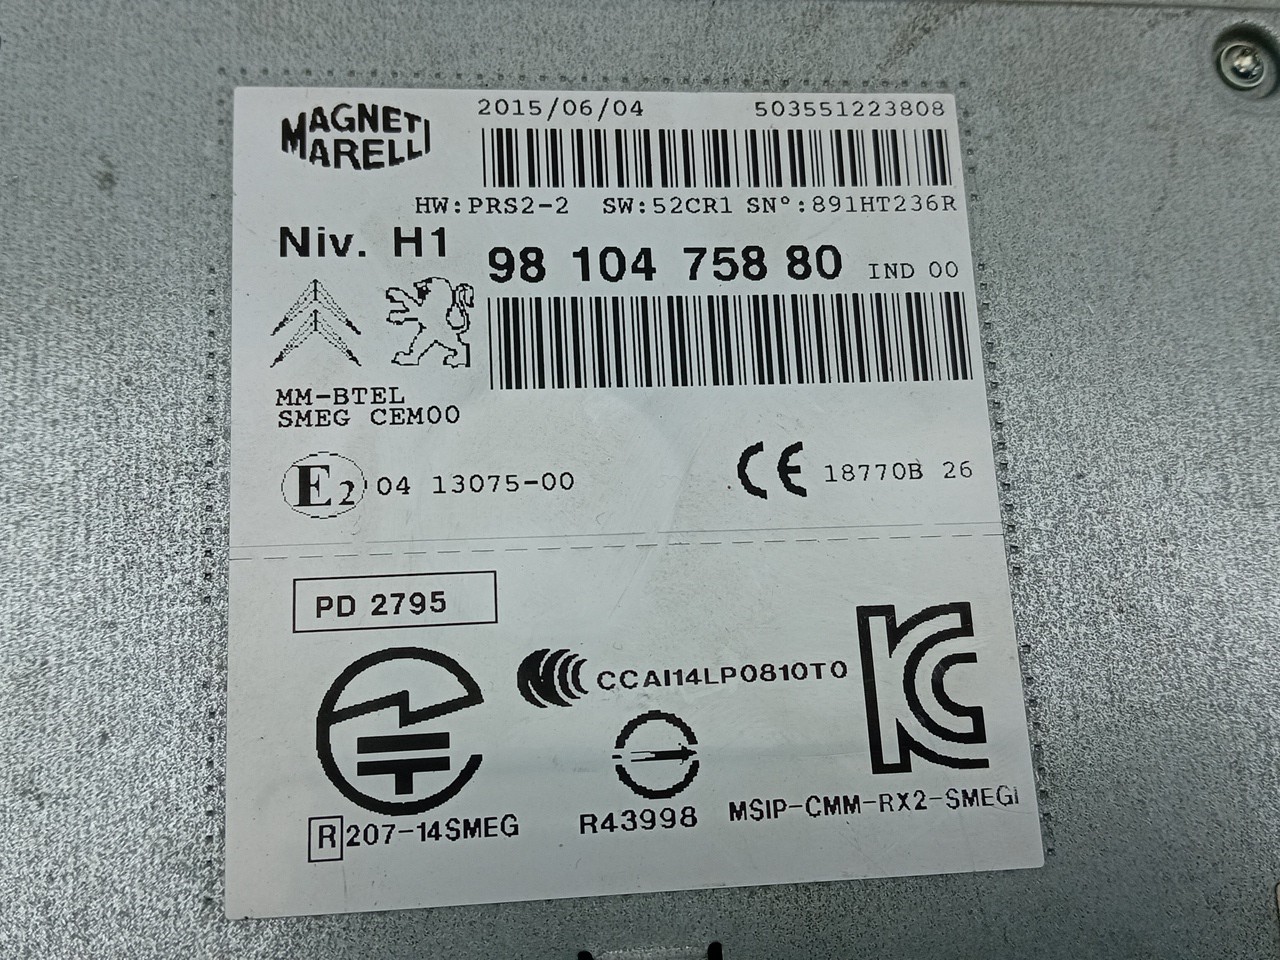 MAGNETI
MARELLI
2015/06/04 503551223808
HW:PRS2-2 SW:52CR1 SN°:891HT236R
Niv. H1
98 104 758 80 IND 00
MM-BTEL
SMEG CEM00
E2 04 13075-00
CE 18770B 26
PD 2795
CCAI14LP0810T0
R 207-14SMEG
R43998
MSIP-CMM-RX2-SMEGI